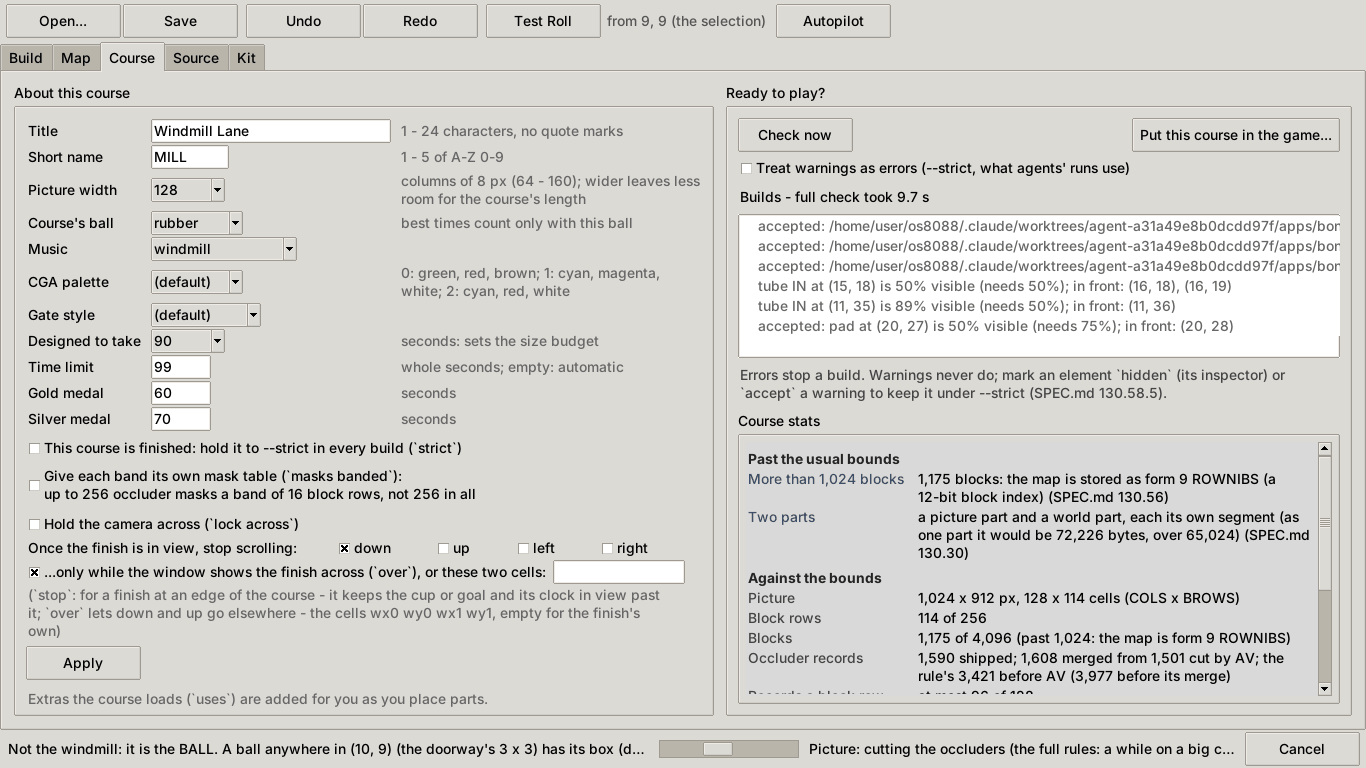 Open... Save Undo Redo Test Roll from 9, 9 (the selection) Autopilot
Build Map Course Source Kit
About this course
Title Windmill Lane 1 - 24 characters, no quote marks
Short name MILL 1 - 5 of A-Z 0-9
Picture width 128 columns of 8 px (64 - 160); wider leaves less
room for the course's length
Course's ball rubber best times count only with this ball
Music windmill
CGA palette (default) 0: green, red, brown; 1: cyan, magenta,
white; 2: cyan, red, white
Gate style (default)
Designed to take 90 seconds: sets the size budget
Time limit 99 whole seconds; empty: automatic
Gold medal 60 seconds
Silver medal 70 seconds
This course is finished: hold it to --strict in every build (`strict`)
Give each band its own mask table (`masks banded`):
up to 256 occluder masks a band of 16 block rows, not 256 in all
Hold the camera across (`lock across`)
Once the finish is in view, stop scrolling: down up left right
...only while the window shows the finish across (`over`), or these two cells:
(`stop`: for a finish at an edge of the course - it keeps the cup or goal and its clock in view past
it; `over` lets down and up go elsewhere - the cells wx0 wy0 wx1 wy1, empty for the finish's
own)
Apply
Extras the course loads (`uses`) are added for you as you place parts.
Ready to play?
Check now Put this course in the game...
Treat warnings as errors (--strict, what agents' runs use)
Builds - full check took 9.7 s
accepted: /home/user/os8088/.claude/worktrees/agent-a31a49e8b0dcdd97f/apps/bon
accepted: /home/user/os8088/.claude/worktrees/agent-a31a49e8b0dcdd97f/apps/bon
accepted: /home/user/os8088/.claude/worktrees/agent-a31a49e8b0dcdd97f/apps/bon
tube IN at (15, 18) is 50% visible (needs 50%); in front: (16, 18), (16, 19)
tube IN at (11, 35) is 89% visible (needs 50%); in front: (11, 36)
accepted: pad at (20, 27) is 50% visible (needs 75%); in front: (20, 28)
Errors stop a build. Warnings never do; mark an element `hidden` (its inspector) or
`accept` a warning to keep it under --strict (SPEC.md 130.58.5).
Course stats
Past the usual bounds
More than 1,024 blocks 1,175 blocks: the map is stored as form 9 ROWNIBS (a
12-bit block index) (SPEC.md 130.56)
Two parts a picture part and a world part, each its own segment (as
one part it would be 72,226 bytes, over 65,024) (SPEC.md
130.30)
Against the bounds
Picture 1,024 x 912 px, 128 x 114 cells (COLS x BROWS)
Block rows 114 of 256
Blocks 1,175 of 4,096 (past 1,024: the map is form 9 ROWNIBS)
Occluder records 1,590 shipped; 1,608 merged from 1,501 cut by AV; the
rule's 3,421 before AV (3,977 before its merge)
Not the windmill: it is the BALL. A ball anywhere in (10, 9) (the doorway's 3 x 3) has its box (d... Picture: cutting the occluders (the full rules: a while on a big c... Cancel